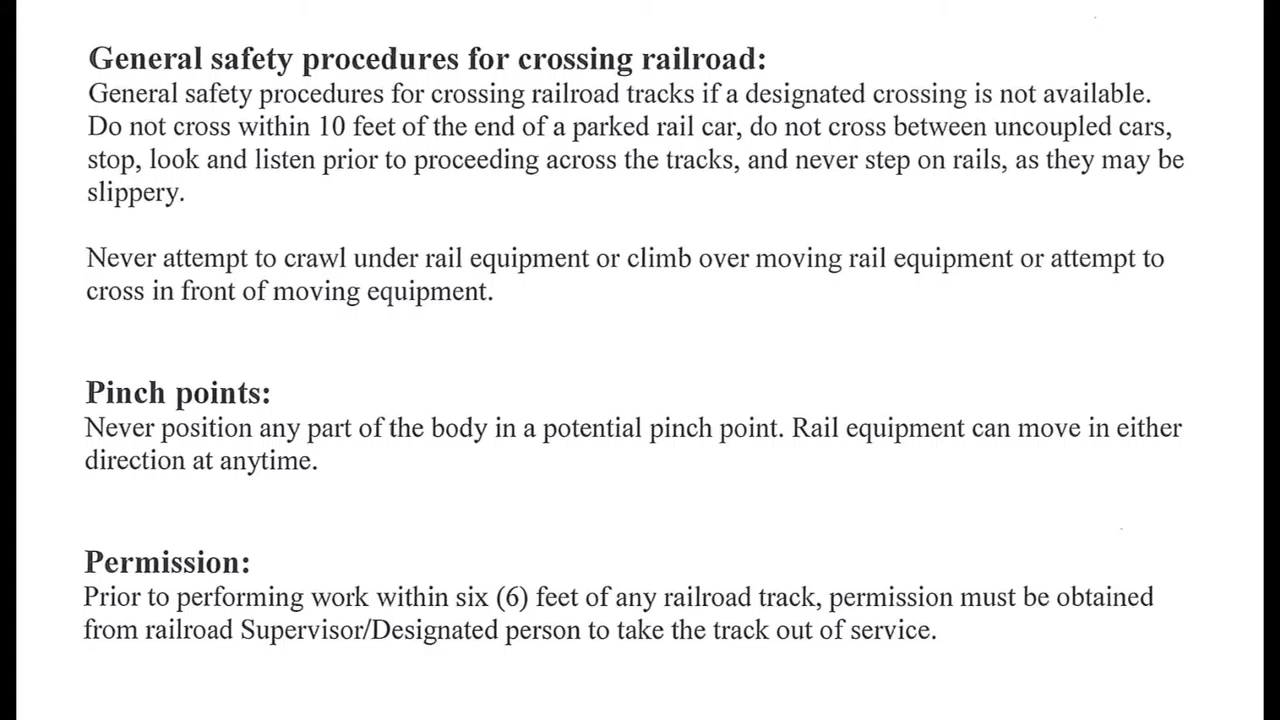 General safety procedures for crossing railroad:
General safety procedures for crossing railroad tracks if a designated crossing is not available.
Do not cross within 10 feet of the end of a parked rail car, do not cross between uncoupled cars,
stop, look and listen prior to proceeding across the tracks, and never step on rails, as they may be
slippery.
Never attempt to crawl under rail equipment or climb over moving rail equipment or attempt to
cross in front of moving equipment.
Pinch points:
Never position any part of the body in a potential pinch point. Rail equipment can move in either
direction at anytime.
Permission:
Prior to performing work within six (6) feet of any railroad track, permission must be obtained
from railroad Supervisor/Designated person to take the track out of service.